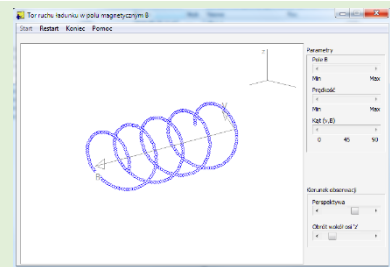 Tor ruchu ładunku w polu magnetycznym B
Start Restart Koniec Pomoc
Parametry
Pole B
Min Max
Prędkość
Min Max
Kąt (v,B)
0 45 90
z
V
B
Kierunek obserwacji
Perspektywa
Obrót wokół osi 'z'